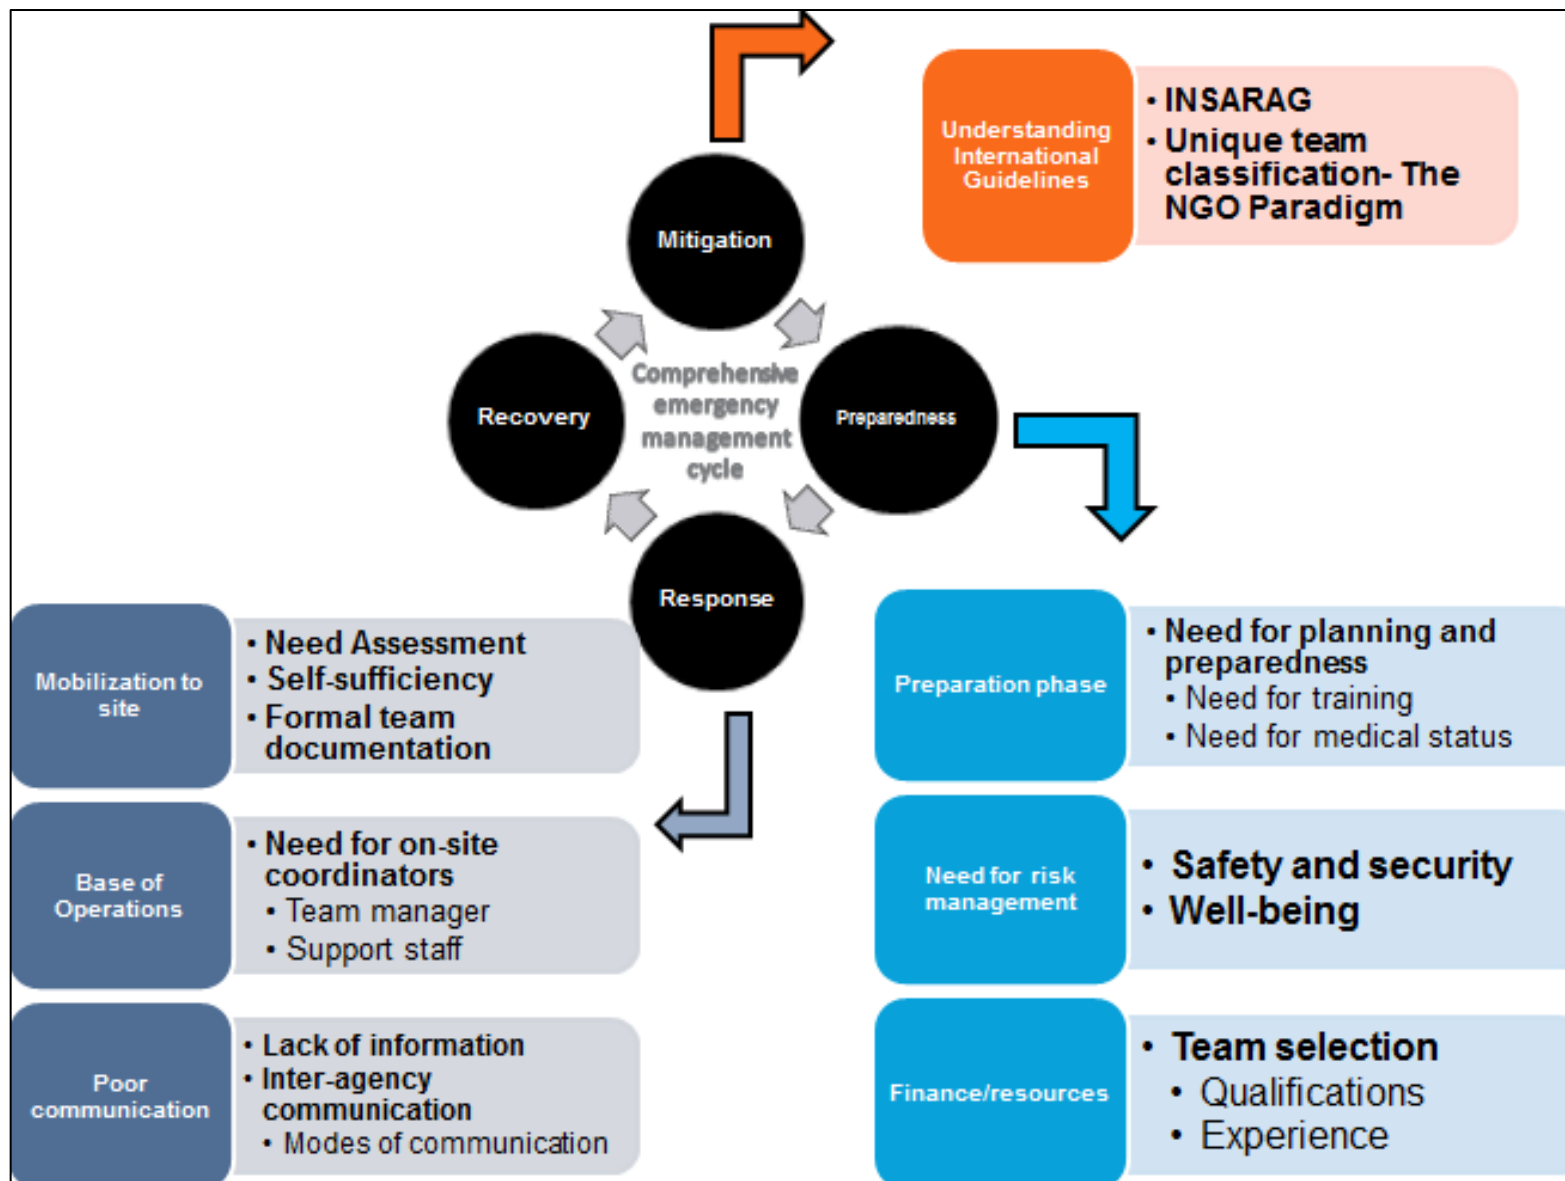 Mitigation
Understanding
International
Guidelines
• INSARAG
• Unique team
classification- The
NGO Paradigm
Recovery
Comprehensive
emergency
management
cycle
Preparedness
Response
Mobilization to
site
• Need Assessment
• Self-sufficiency
• Formal team
documentation
Base of
Operations
• Need for on-site
coordinators
• Team manager
• Support staff
Poor
communication
• Lack of information
• Inter-agency
communication
• Modes of communication
Preparation phase
• Need for planning and
preparedness
• Need for training
• Need for medical status
Need for risk
management
• Safety and security
• Well-being
Finance/resources
• Team selection
• Qualifications
• Experience